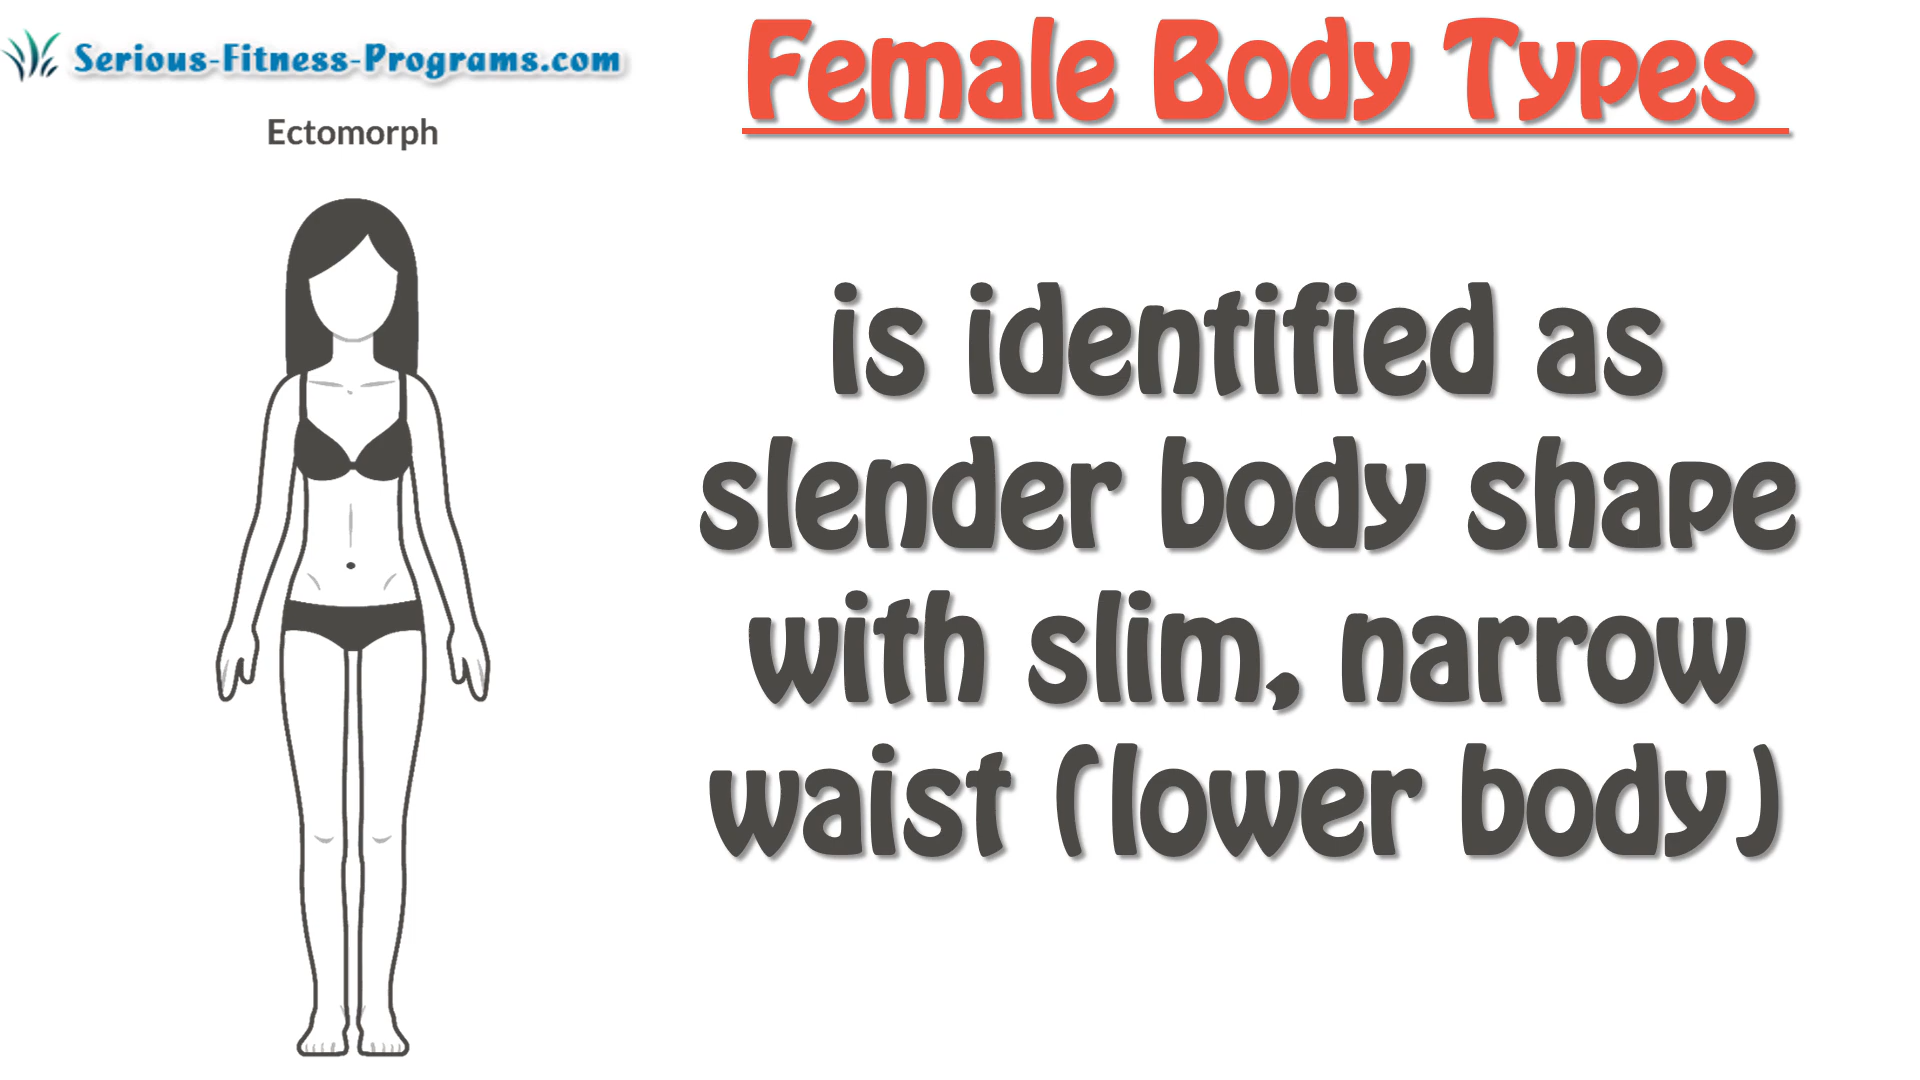 Serious-Fitness-Programs.com
Female Body Types
Ectomorph
is identified as
slender body shape
with slim, narrow
waist (lower body)